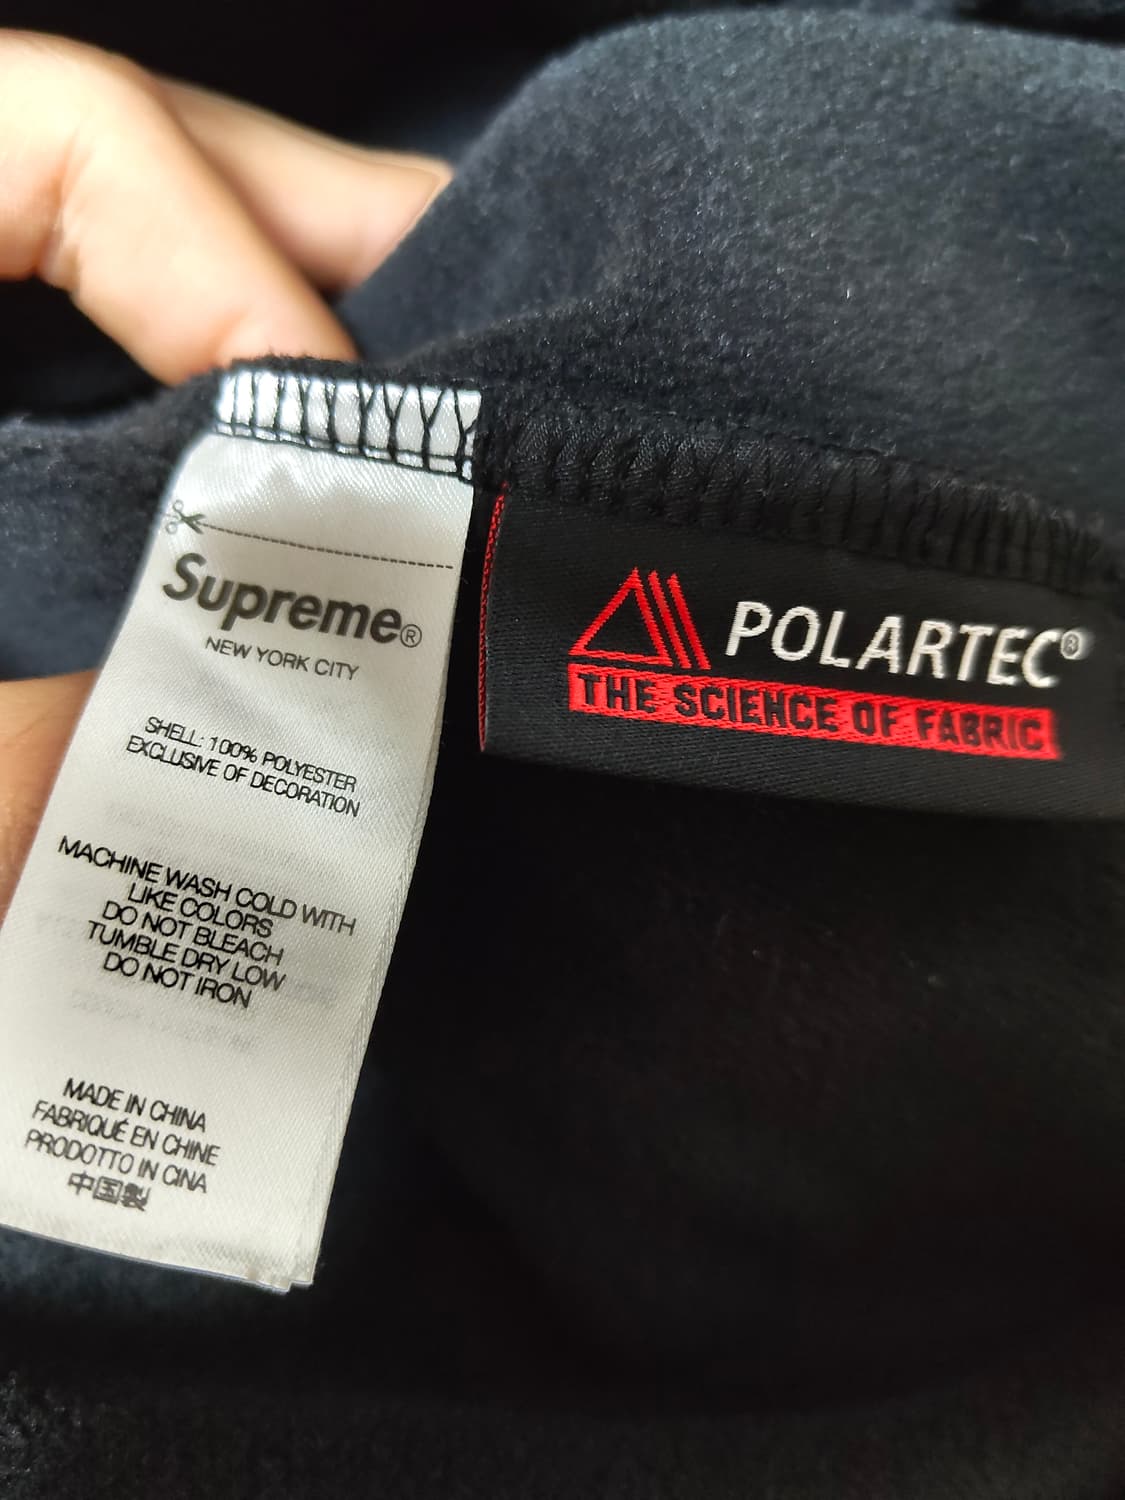 Supreme®
NEW YORK CITY
SHELL: 100% POLYESTER
EXCLUSIVE OF DECORATION
MACHINE WASH COLD WITH
LIKE COLORS
DO NOT BLEACH
TUMBLE DRY LOW
DO NOT IRON
MADE IN CHINA
FABRIQUÉ EN CHINE
PRODOTTO IN CINA
中国製
POLARTEC®
THE SCIENCE OF FABRIC